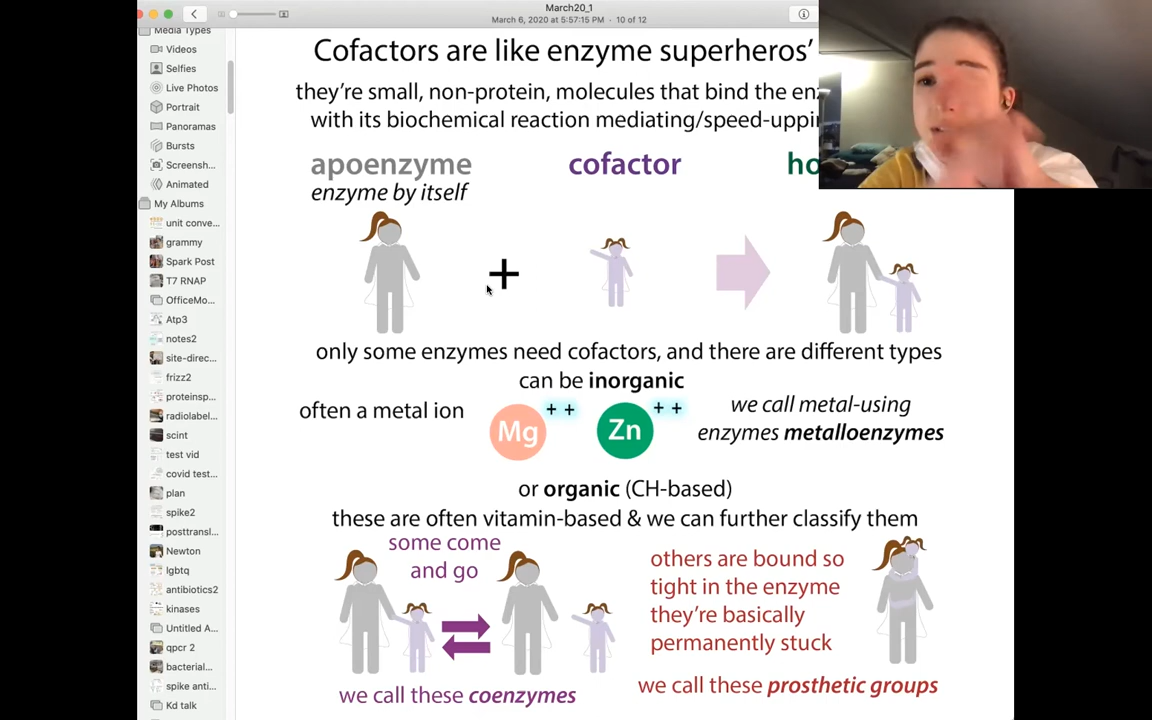 March20_1
March 6, 2020 at 5:57:15 PM · 10 of 12
Media Types
Videos
Selfies
Live Photos
Portrait
Panoramas
Bursts
Screensh...
Animated
My Albums
unit conve...
grammy
Spark Post
T7 RNAP
OfficeMo...
Atp3
notes2
site-direc...
frizz2
proteinsp...
radiolabel...
scint
test vid
covid test...
plan
spike2
posttransl...
Newton
lgbtq
antibiotics2
kinases
Untitled A...
qpcr 2
bacterial...
spike anti...
Kd talk
Cofactors are like enzyme superheros'
they're small, non-protein, molecules that bind the
with its biochemical reaction
apoenzyme cofactor
enzyme by itself
+
only some enzymes need cofactors, and there are different types
can be inorganic
often a metal ion
Mg ++ Zn ++
we call metal-using
enzymes metalloenzymes
or organic (CH-based)
these are often vitamin-based & we can further classify them
some come
and go
we call these coenzymes
others are bound so
tight in the enzyme
they're basically
permanently stuck
we call these prosthetic groups